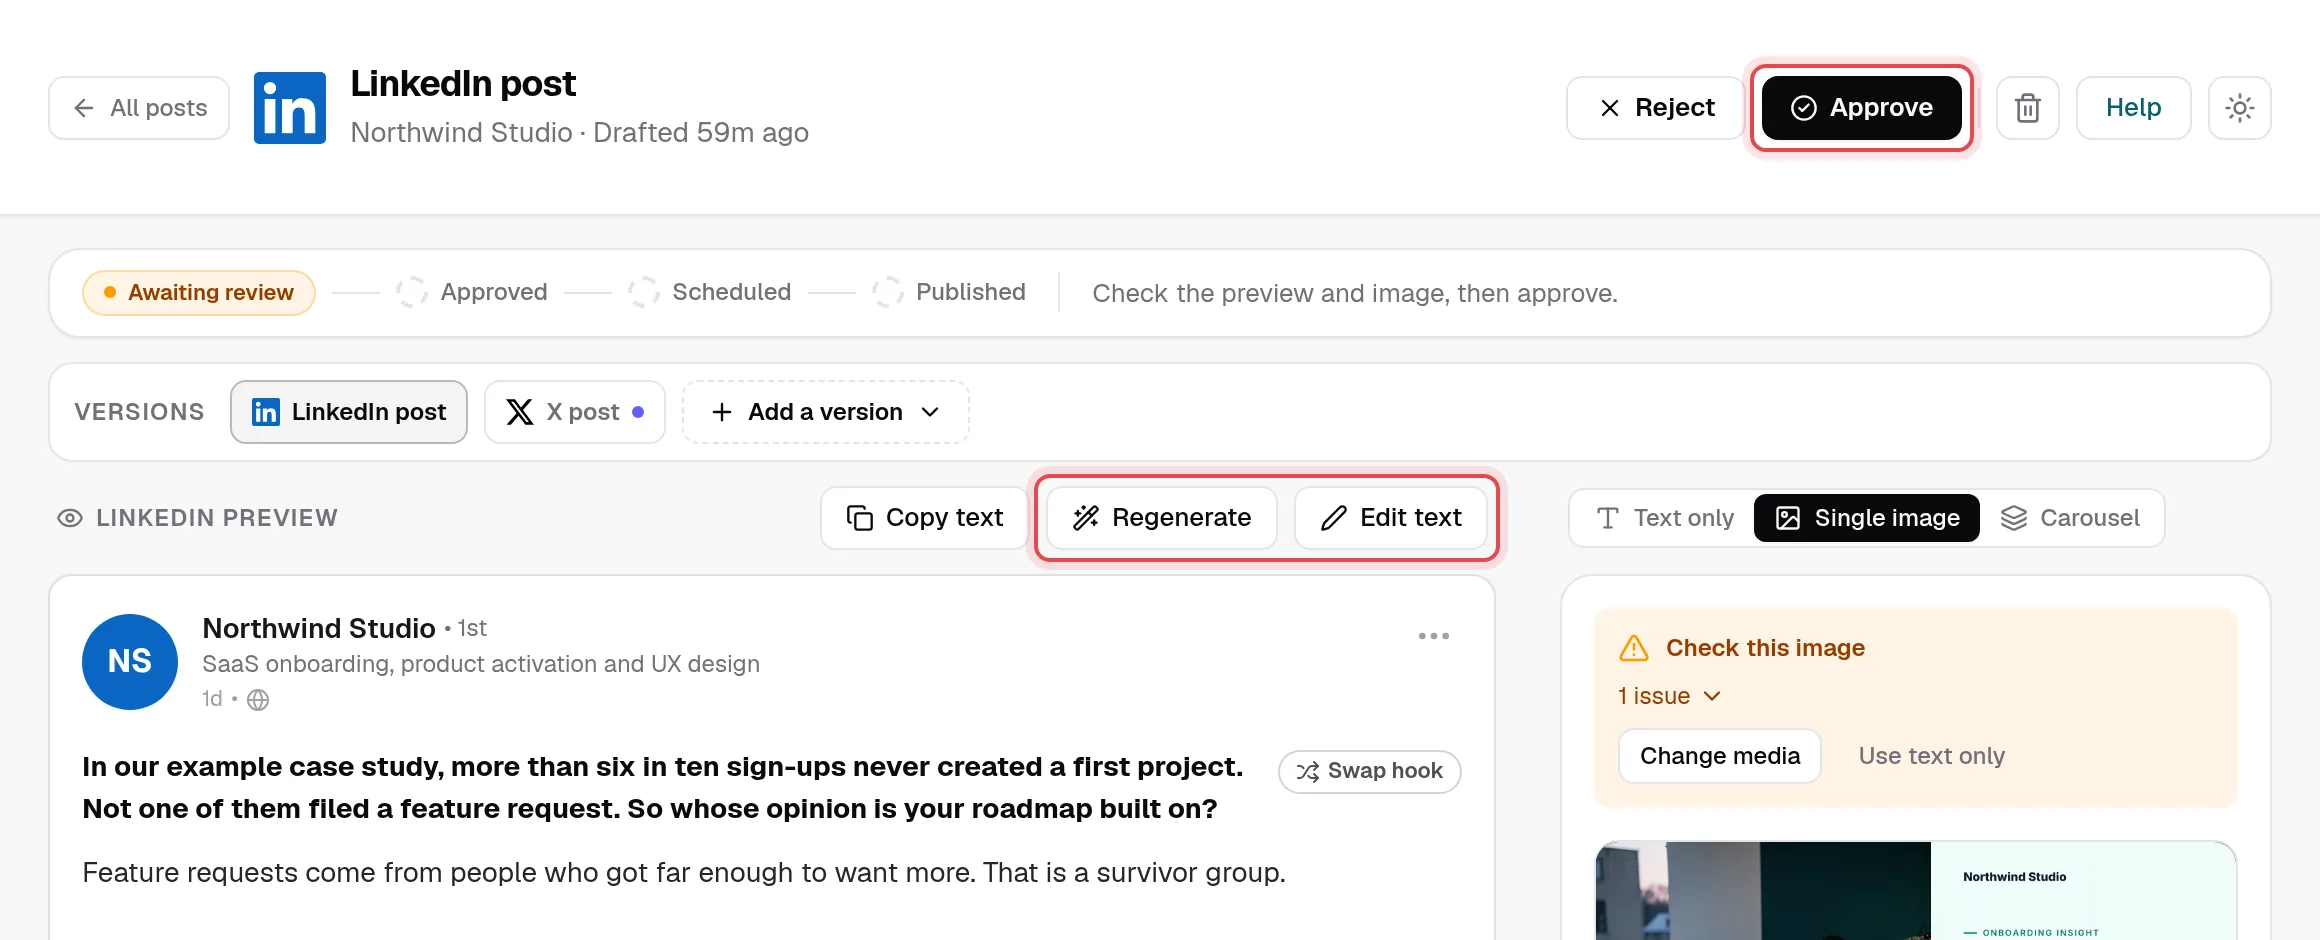 All posts
in
LinkedIn post
Northwind Studio · Drafted 59m ago
Reject
Approve
Help
Awaiting review
Approved
Scheduled
Published
Check the preview and image, then approve.
VERSIONS
in LinkedIn post
X post
Add a version
LINKEDIN PREVIEW
Copy text
Regenerate
Edit text
Text only
Single image
Carousel
NS
Northwind Studio • 1st
SaaS onboarding, product activation and UX design
1d •
In our example case study, more than six in ten sign-ups never created a first project.
Not one of them filed a feature request. So whose opinion is your roadmap built on?
Swap hook
Feature requests come from people who got far enough to want more. That is a survivor group.
Check this image
1 issue
Change media
Use text only
Northwind Studio
ONBOARDING INSIGHT